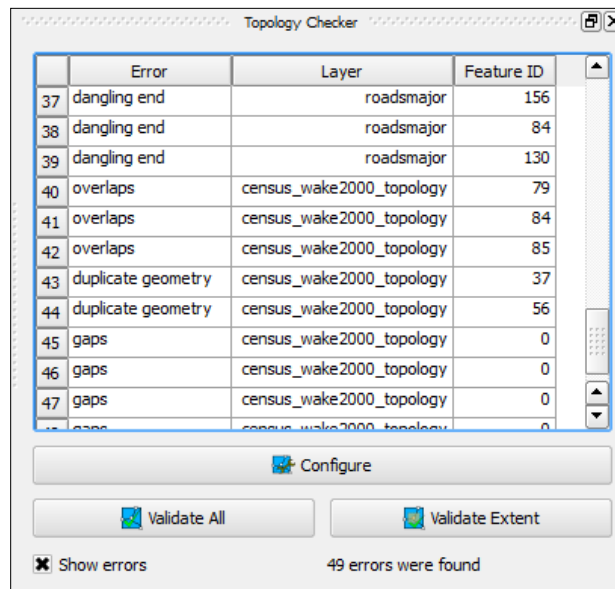 Topology Checker
Error Layer Feature ID
37 dangling end roadsmajor 156
38 dangling end roadsmajor 84
39 dangling end roadsmajor 130
40 overlaps census_wake2000_topology 79
41 overlaps census_wake2000_topology 84
42 overlaps census_wake2000_topology 85
43 duplicate geometry census_wake2000_topology 37
44 duplicate geometry census_wake2000_topology 56
45 gaps census_wake2000_topology 0
46 gaps census_wake2000_topology 0
47 gaps census_wake2000_topology 0
gaps census_wake2000_topology 0
Configure
Validate All Validate Extent
Show errors 49 errors were found